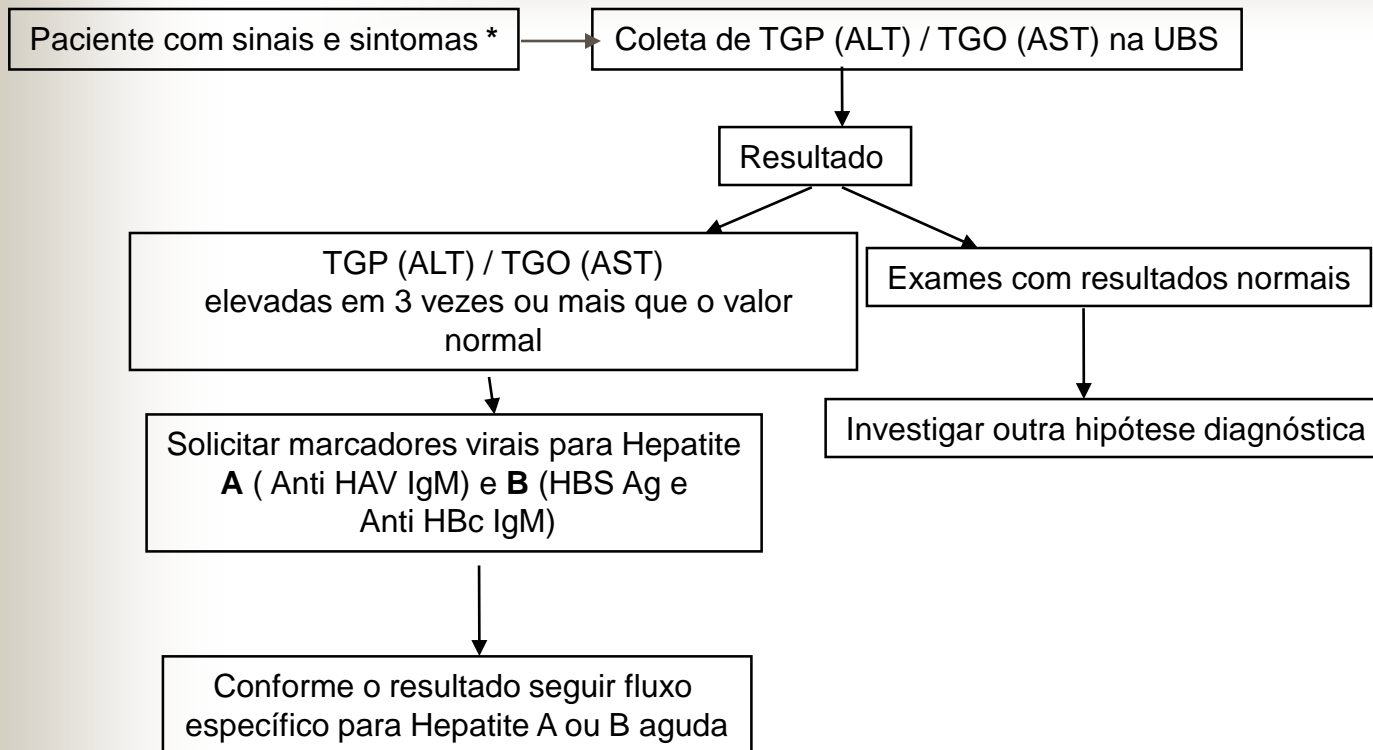 Paciente com sinais e sintomas *
Coleta de TGP (ALT) / TGO (AST) na UBS
Resultado
TGP (ALT) / TGO (AST)
elevadas em 3 vezes ou mais que o valor
normal
Exames com resultados normais
Solicitar marcadores virais para Hepatite
A ( Anti HAV IgM) e B (HBS Ag e
Anti HBc IgM)
Investigar outra hipótese diagnóstica
Conforme o resultado seguir fluxo
específico para Hepatite A ou B aguda